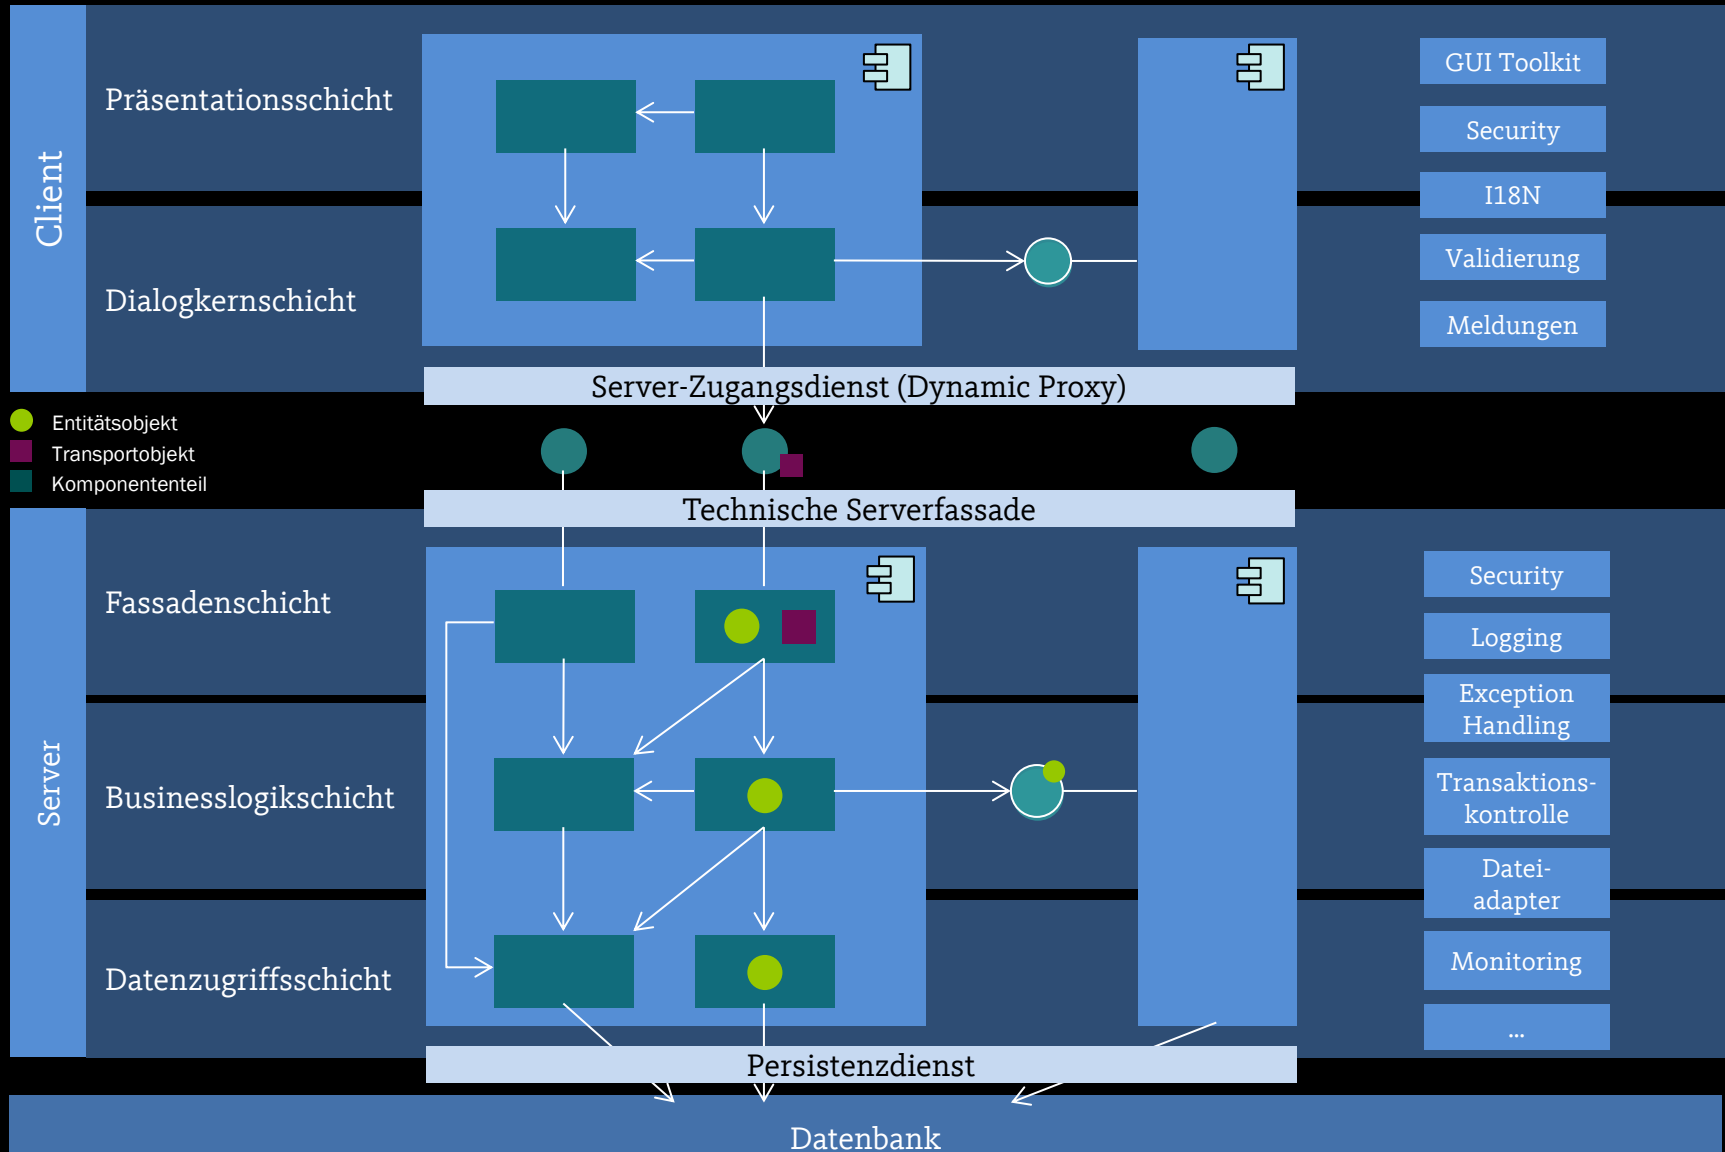 Client
Präsentationsschicht
Dialogkernschicht
GUI Toolkit
Security
I18N
Validierung
Meldungen
Server-Zugangsdienst (Dynamic Proxy)
Entitätsobjekt
Transportobjekt
Komponententeil
Technische Serverfassade
Server
Fassadenschicht
Businesslogikschicht
Datenzugriffsschicht
Security
Logging
Exception
Handling
Transaktions-
kontrolle
Datei-
adapter
Monitoring
...
Persistenzdienst
Datenbank